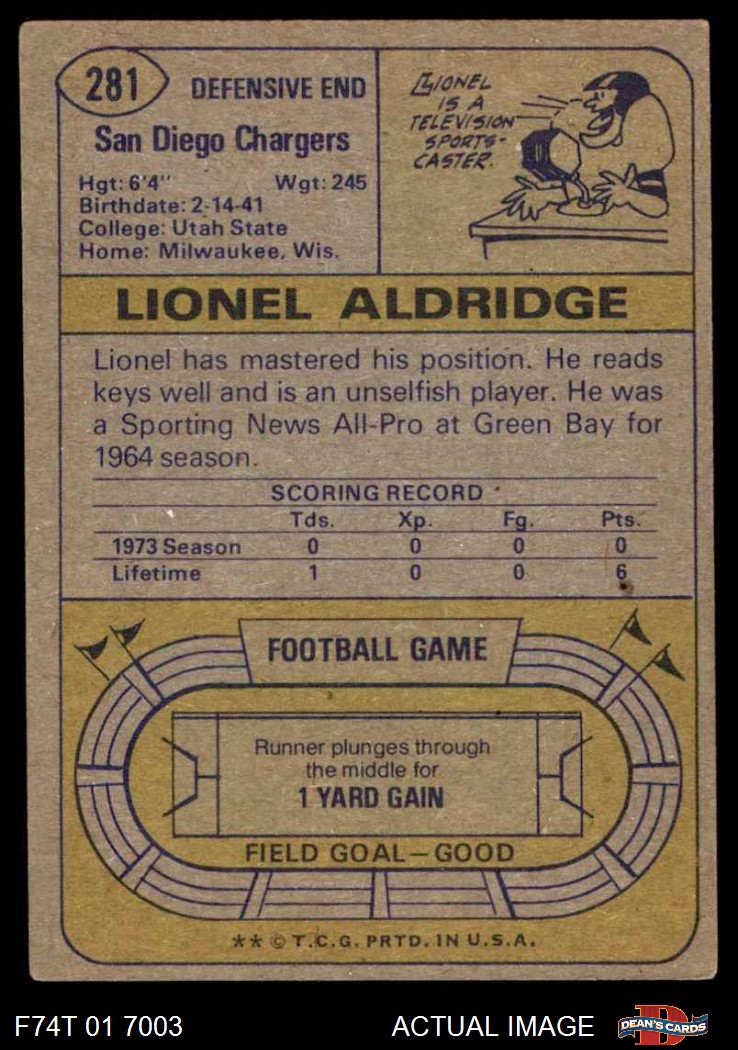 281
DEFENSIVE END
San Diego Chargers
Hgt: 6'4" Wgt: 245
Birthdate: 2-14-41
College: Utah State
Home: Milwaukee, Wis.
LIONEL
IS A
TELEVISION
SPORTS-
CASTER.
LIONEL ALDRIDGE
Lionel has mastered his position. He reads
keys well and is an unselfish player. He was
a Sporting News All-Pro at Green Bay for
1964 season.
SCORING RECORD
Tds. Xp. Fg. Pts.
1973 Season 0 0 0 0
Lifetime 1 0 0 6
FOOTBALL GAME
Runner plunges through
the middle for
1 YARD GAIN
FIELD GOAL—GOOD
** © T.C.G. PRTD. IN U.S.A.
F74T 01 7003 ACTUAL IMAGE
D
DEAN'S CARDS